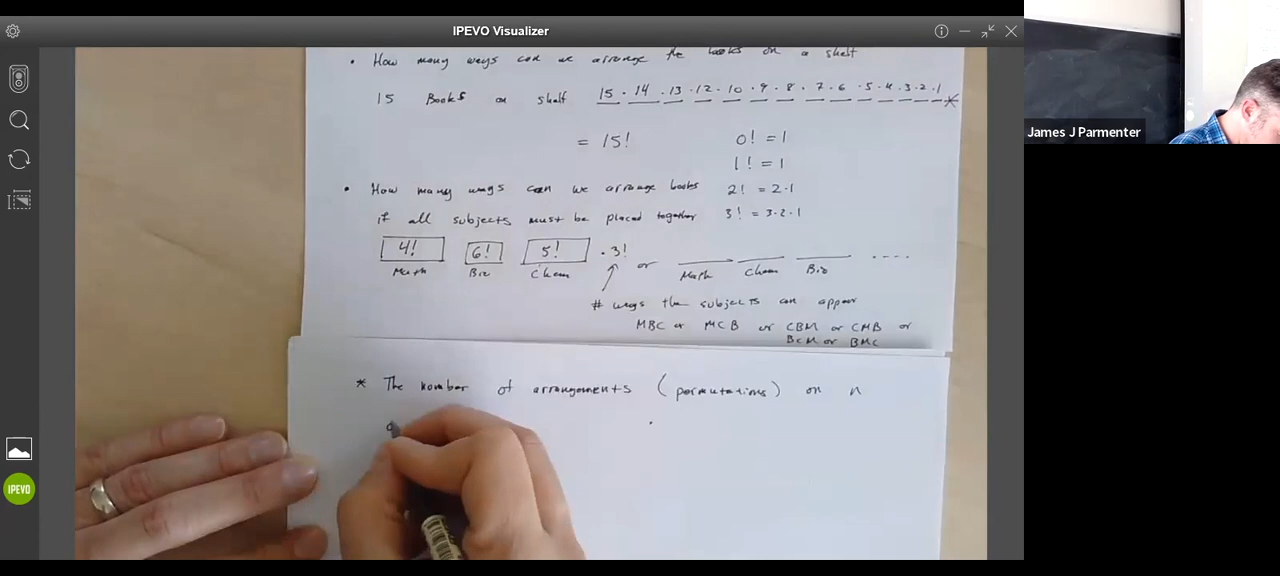 IPEVO Visualizer
James J Parmenter
• How many ways can we arrange the books on a shelf
15 Books on shelf 15 · 14 · 13 · 12 · 10 · 9 · 8 · 7 · 6 · 5 · 4 · 3 · 2 · 1 *
= 15! 0! = 1
1! = 1
• How many ways can we arrange books 2! = 2·1
if all subjects must be placed together 3! = 3·2·1
4! 6! 5! · 3! or
Math Bio Chem Math Chem Bio ....
# ways the subjects can appear
MBC or MCB or CBM or CMB or
BCM or BMC
* The number of arrangements (permutations) on n
IPEVO